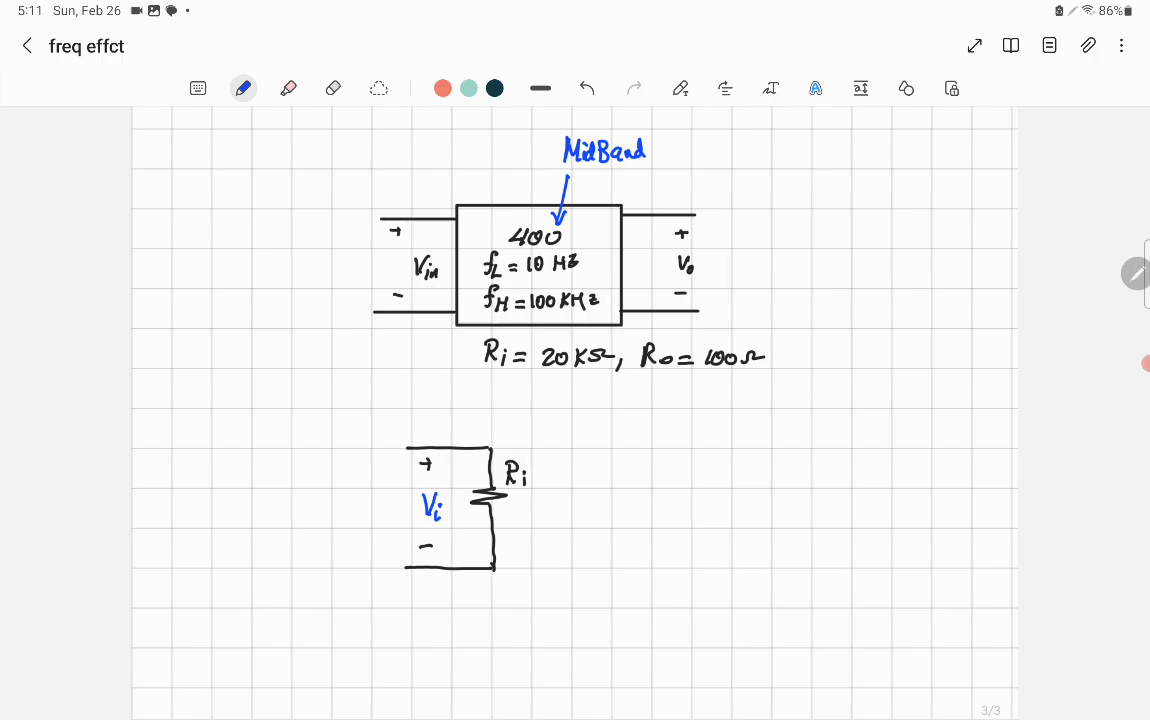 5:11 Sun, Feb 26 86%
freq effct
MidBand
400
+ +
Vin fL = 10 Hz Vo
- fH = 100 KHz -
Ri = 20 KΩ, Ro = 100Ω
+
Ri
Vi
-
3/3